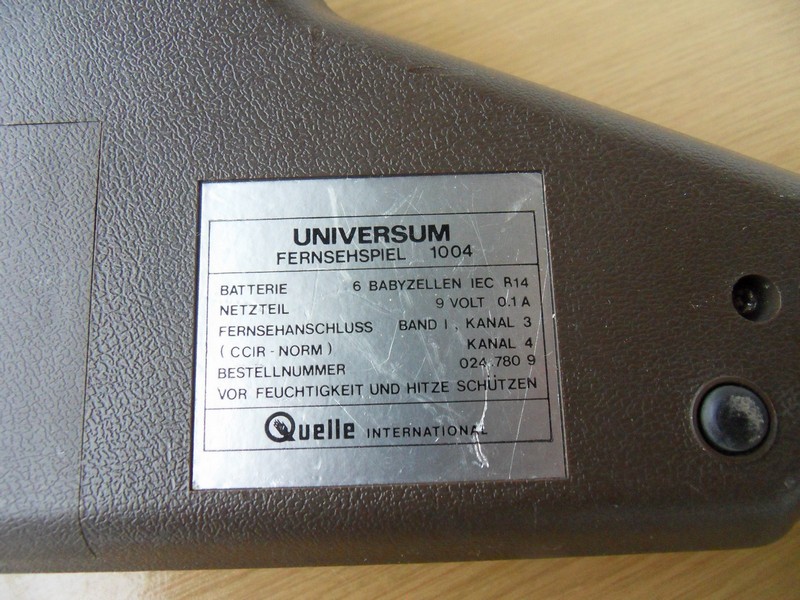 UNIVERSUM
FERNSEHSPIEL 1004
BATTERIE 6 BABYZELLEN IEC R14
NETZTEIL 9 VOLT 0.1 A
FERNSEHANSCHLUSS BAND I, KANAL 3
(CCIR-NORM) KANAL 4
BESTELLNUMMER 024.780 9
VOR FEUCHTIGKEIT UND HITZE SCHÜTZEN
Quelle INTERNATIONAL